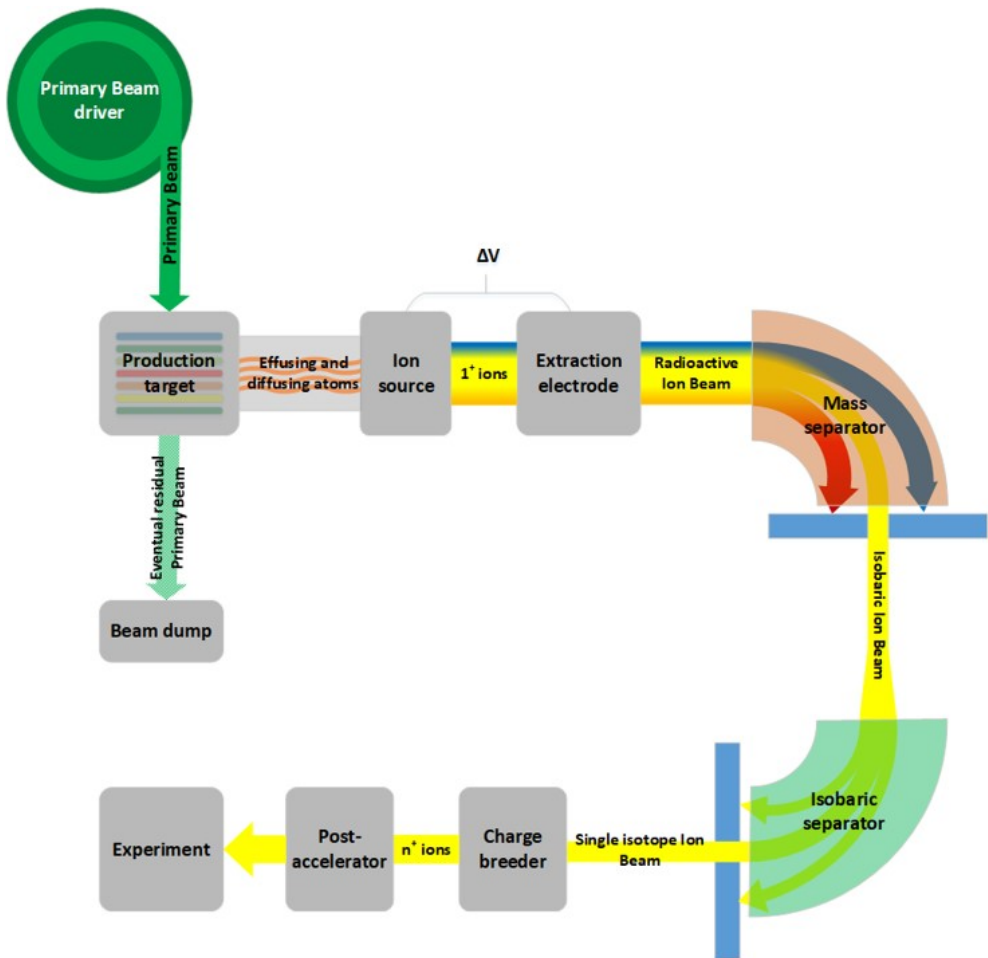 Primary Beam
driver
Primary Beam
ΔV
Production
target
Effusing and
diffusing atoms
Ion
source
1⁺ ions
Extraction
electrode
Radioactive
Ion Beam
Mass
separator
Eventual residual
Primary Beam
Beam dump
Isobaric Ion Beam
Isobaric
separator
Single isotope Ion
Beam
Charge
breeder
n⁺ ions
Post-
accelerator
Experiment